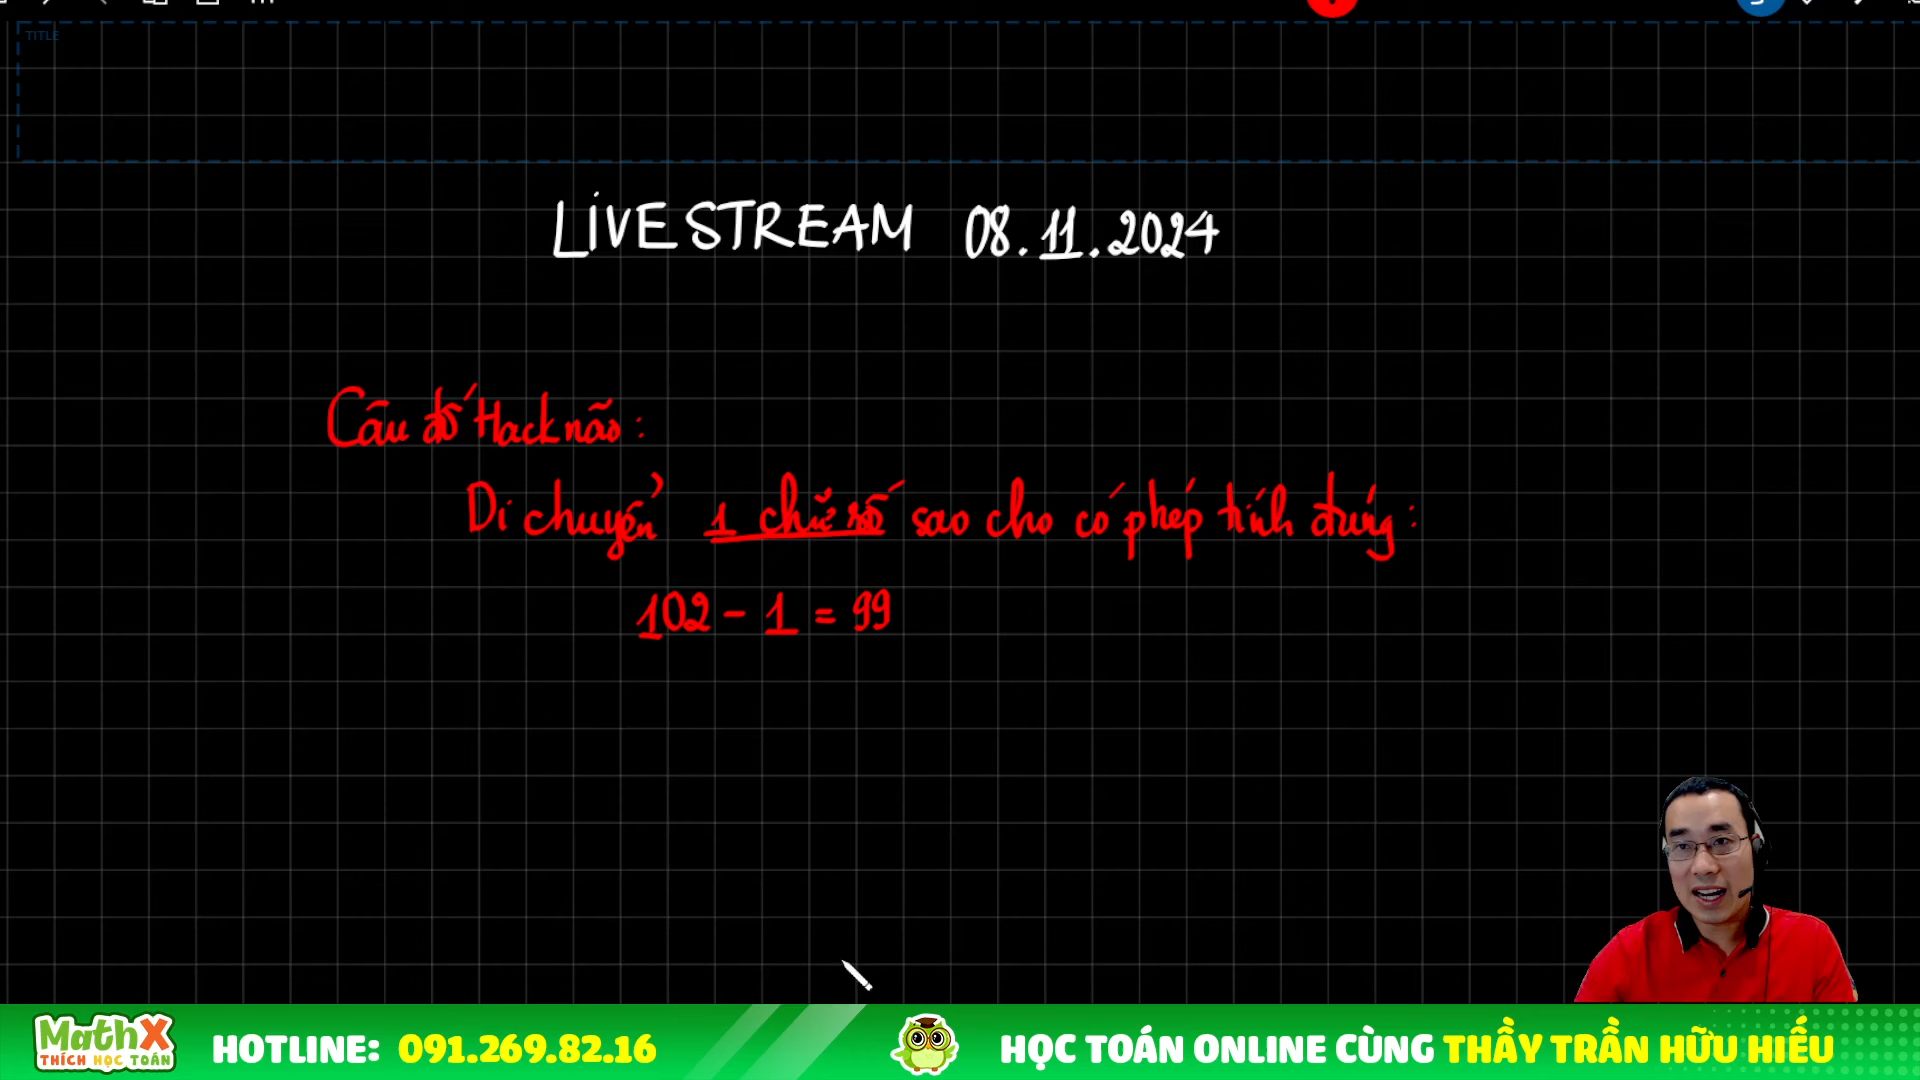 TITLE
LIVESTREAM 08.11.2024
Câu đố Hack não:
Di chuyển 1 chữ số sao cho có phép tính đúng:
102 - 1 = 99
MathX
THÍCH HỌC TOÁN
HOTLINE: 091.269.82.16
HỌC TOÁN ONLINE CÙNG THẦY TRẦN HỮU HIẾU